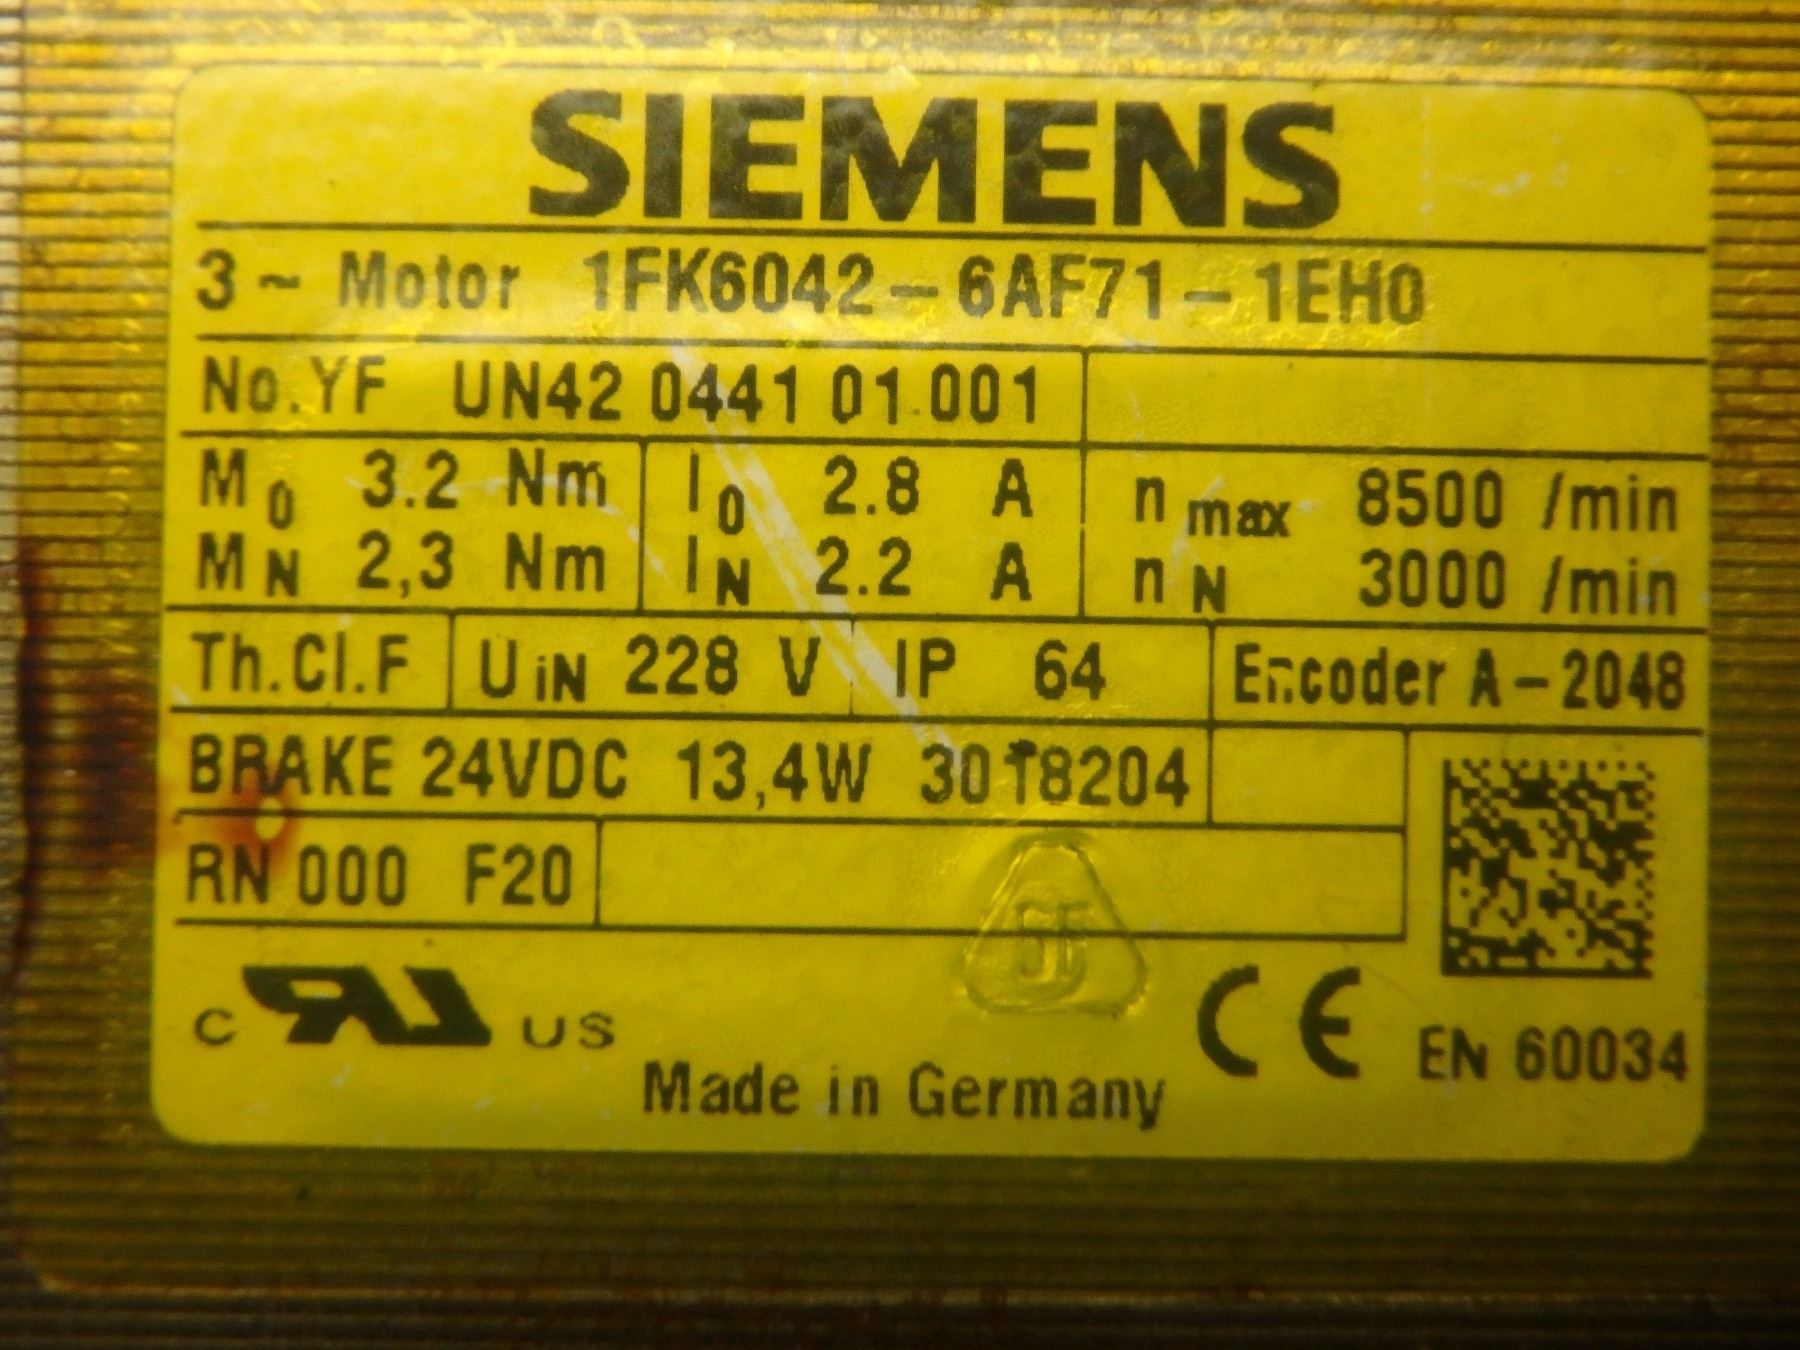 SIEMENS
3 ~ Motor 1FK6042 – 6AF71 – 1EH0
No. YF UN42 0441 01 001
M0 3.2 Nm I0 2.8 A n max 8500 /min
MN 2,3 Nm IN 2.2 A n N 3000 /min
Th.Cl.F UiN 228 V IP 64 Encoder A – 2048
BRAKE 24VDC 13,4W 3018204
RN 000 F20
C RU US
CE EN 60034
Made in Germany